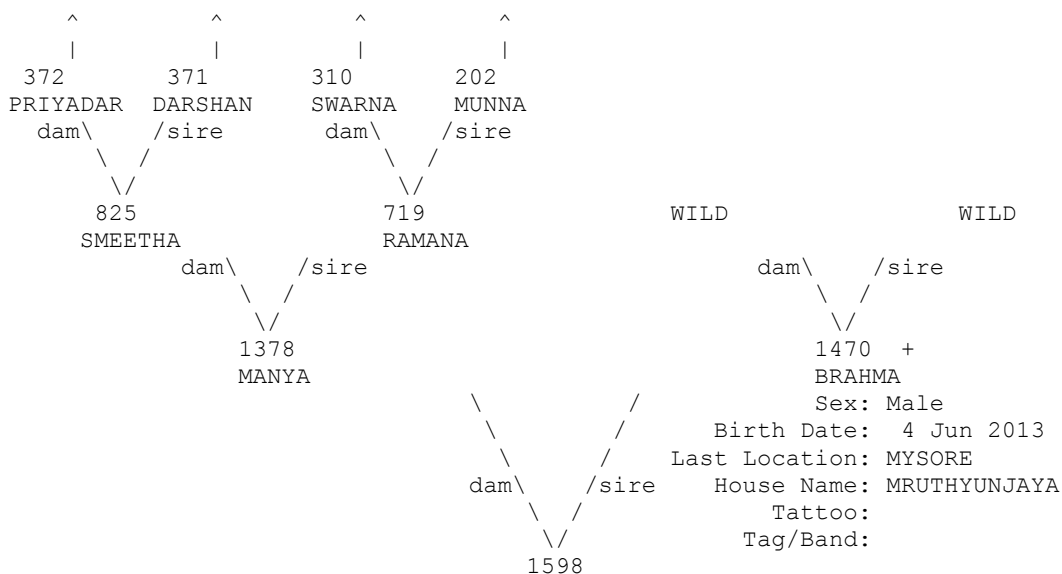 ^ ^ ^ ^
| | | |
372 371 310 202
PRIYADAR DARSHAN SWARNA MUNNA
dam\ /sire dam\ /sire
\ / \ /
\/ \/
825 719 WILD WILD
SMEETHA RAMANA
dam\ /sire dam\ /sire
\ / \ /
\/ \/
1378 1470 +
MANYA BRAHMA
\ / Sex: Male
\ / Birth Date: 4 Jun 2013
\ / Last Location: MYSORE
dam\ /sire House Name: MRUTHYUNJAYA
\ / Tattoo:
\/ Tag/Band:
1598